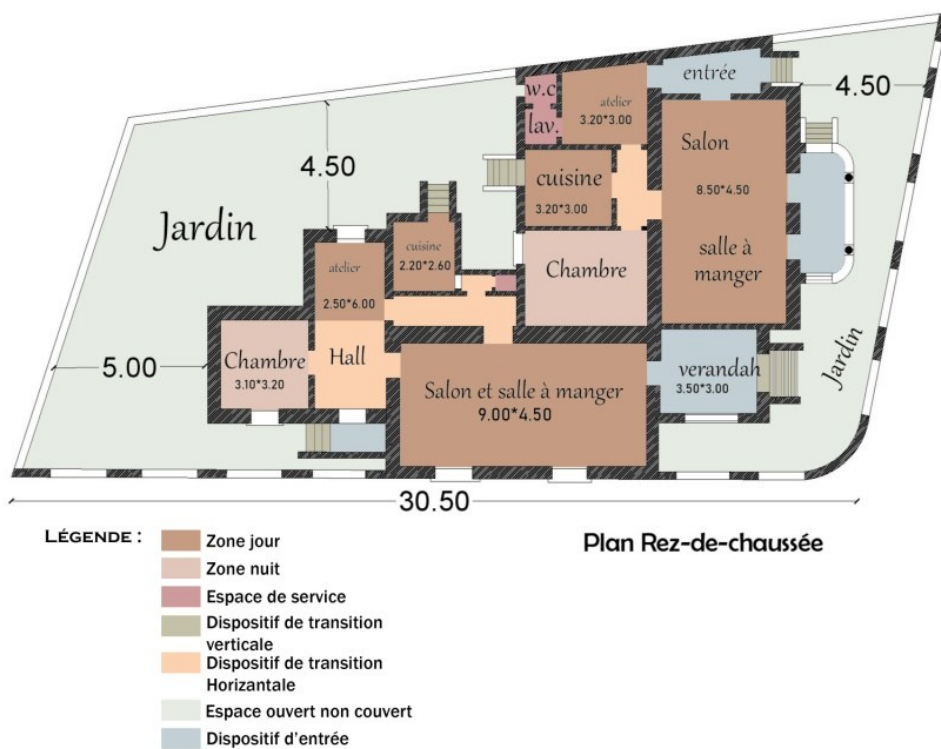 entrée
w.c
atelier
3.20*3.00
lav.
4.50
4.50
Salon
cuisine
3.20*3.00
8.50*4.50
Jardin
cuisine
2.20*2.60
salle à
manger
atelier
2.50*6.00
Chambre
Jardin
5.00
Chambre
3.10*3.20
Hall
Salon et salle à manger
9.00*4.50
verandah
3.50*3.00
30.50
LÉGENDE :
Zone jour
Zone nuit
Espace de service
Dispositif de transition
verticale
Dispositif de transition
Horizantale
Espace ouvert non couvert
Dispositif d'entrée
Plan Rez-de-chaussée